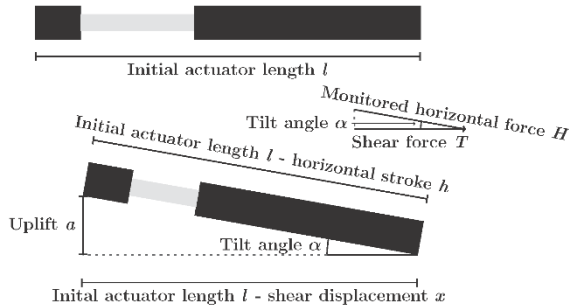 Initial actuator length l
Monitored horizontal force H
Tilt angle α
Shear force T
Initial actuator length l - horizontal stroke h
Uplift a
Tilt angle α
Inital actuator length l - shear displacement x